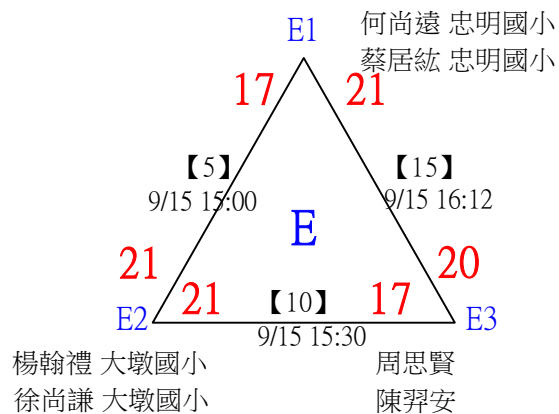 E1
何尚遠 忠明國小
蔡居紘 忠明國小
17
21
【5】
9/15 15:00
【15】
9/15 16:12
E
21
20
21
【10】
17
E2
9/15 15:30
E3
楊翰禮 大墩國小
徐尚謙 大墩國小
周思賢
陳羿安